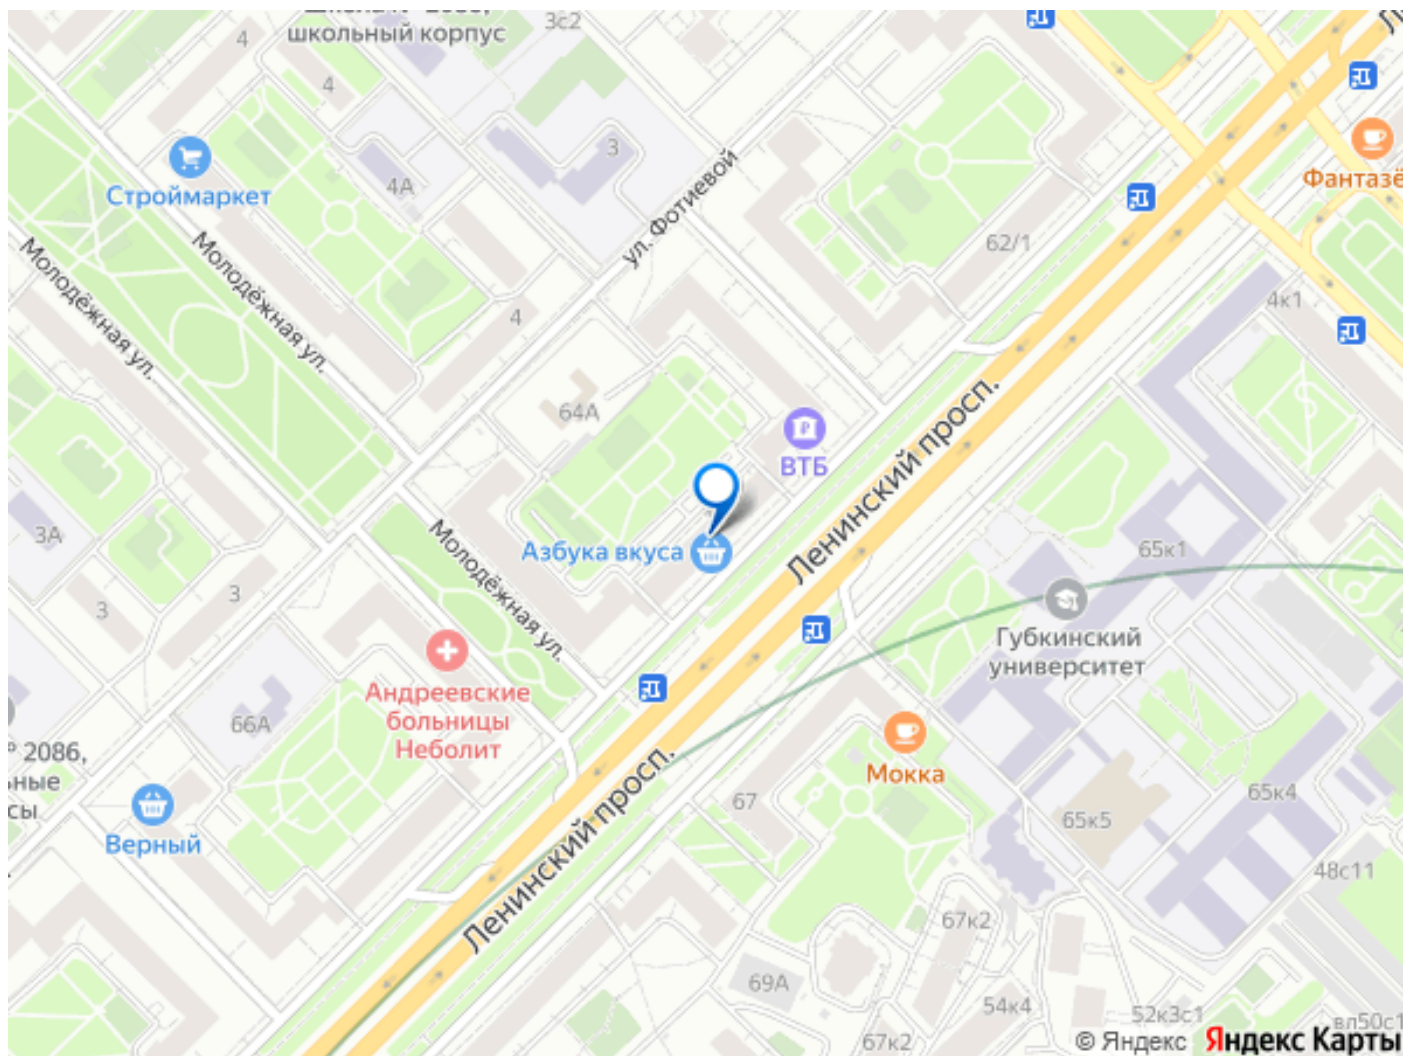 школьный корпус
3с2
4
4
3
4А
Строймаркет
ул. Фотиевой
Молодёжная ул.
Молодёжная ул.
62/1
4к1
4
64А
ВТБ
Ленинский просп.
Азбука вкуса
3А
3
3
Молодёжная ул.
65к1
Губкинский
университет
Андреевские
больницы
Неболит
66А
2086,
Верный
Мокка
67
65к4
65к5
48с11
Ленинский просп.
67к2
69А
54к4
52к3с1
67к2
© Яндекс
Яндекс Карты